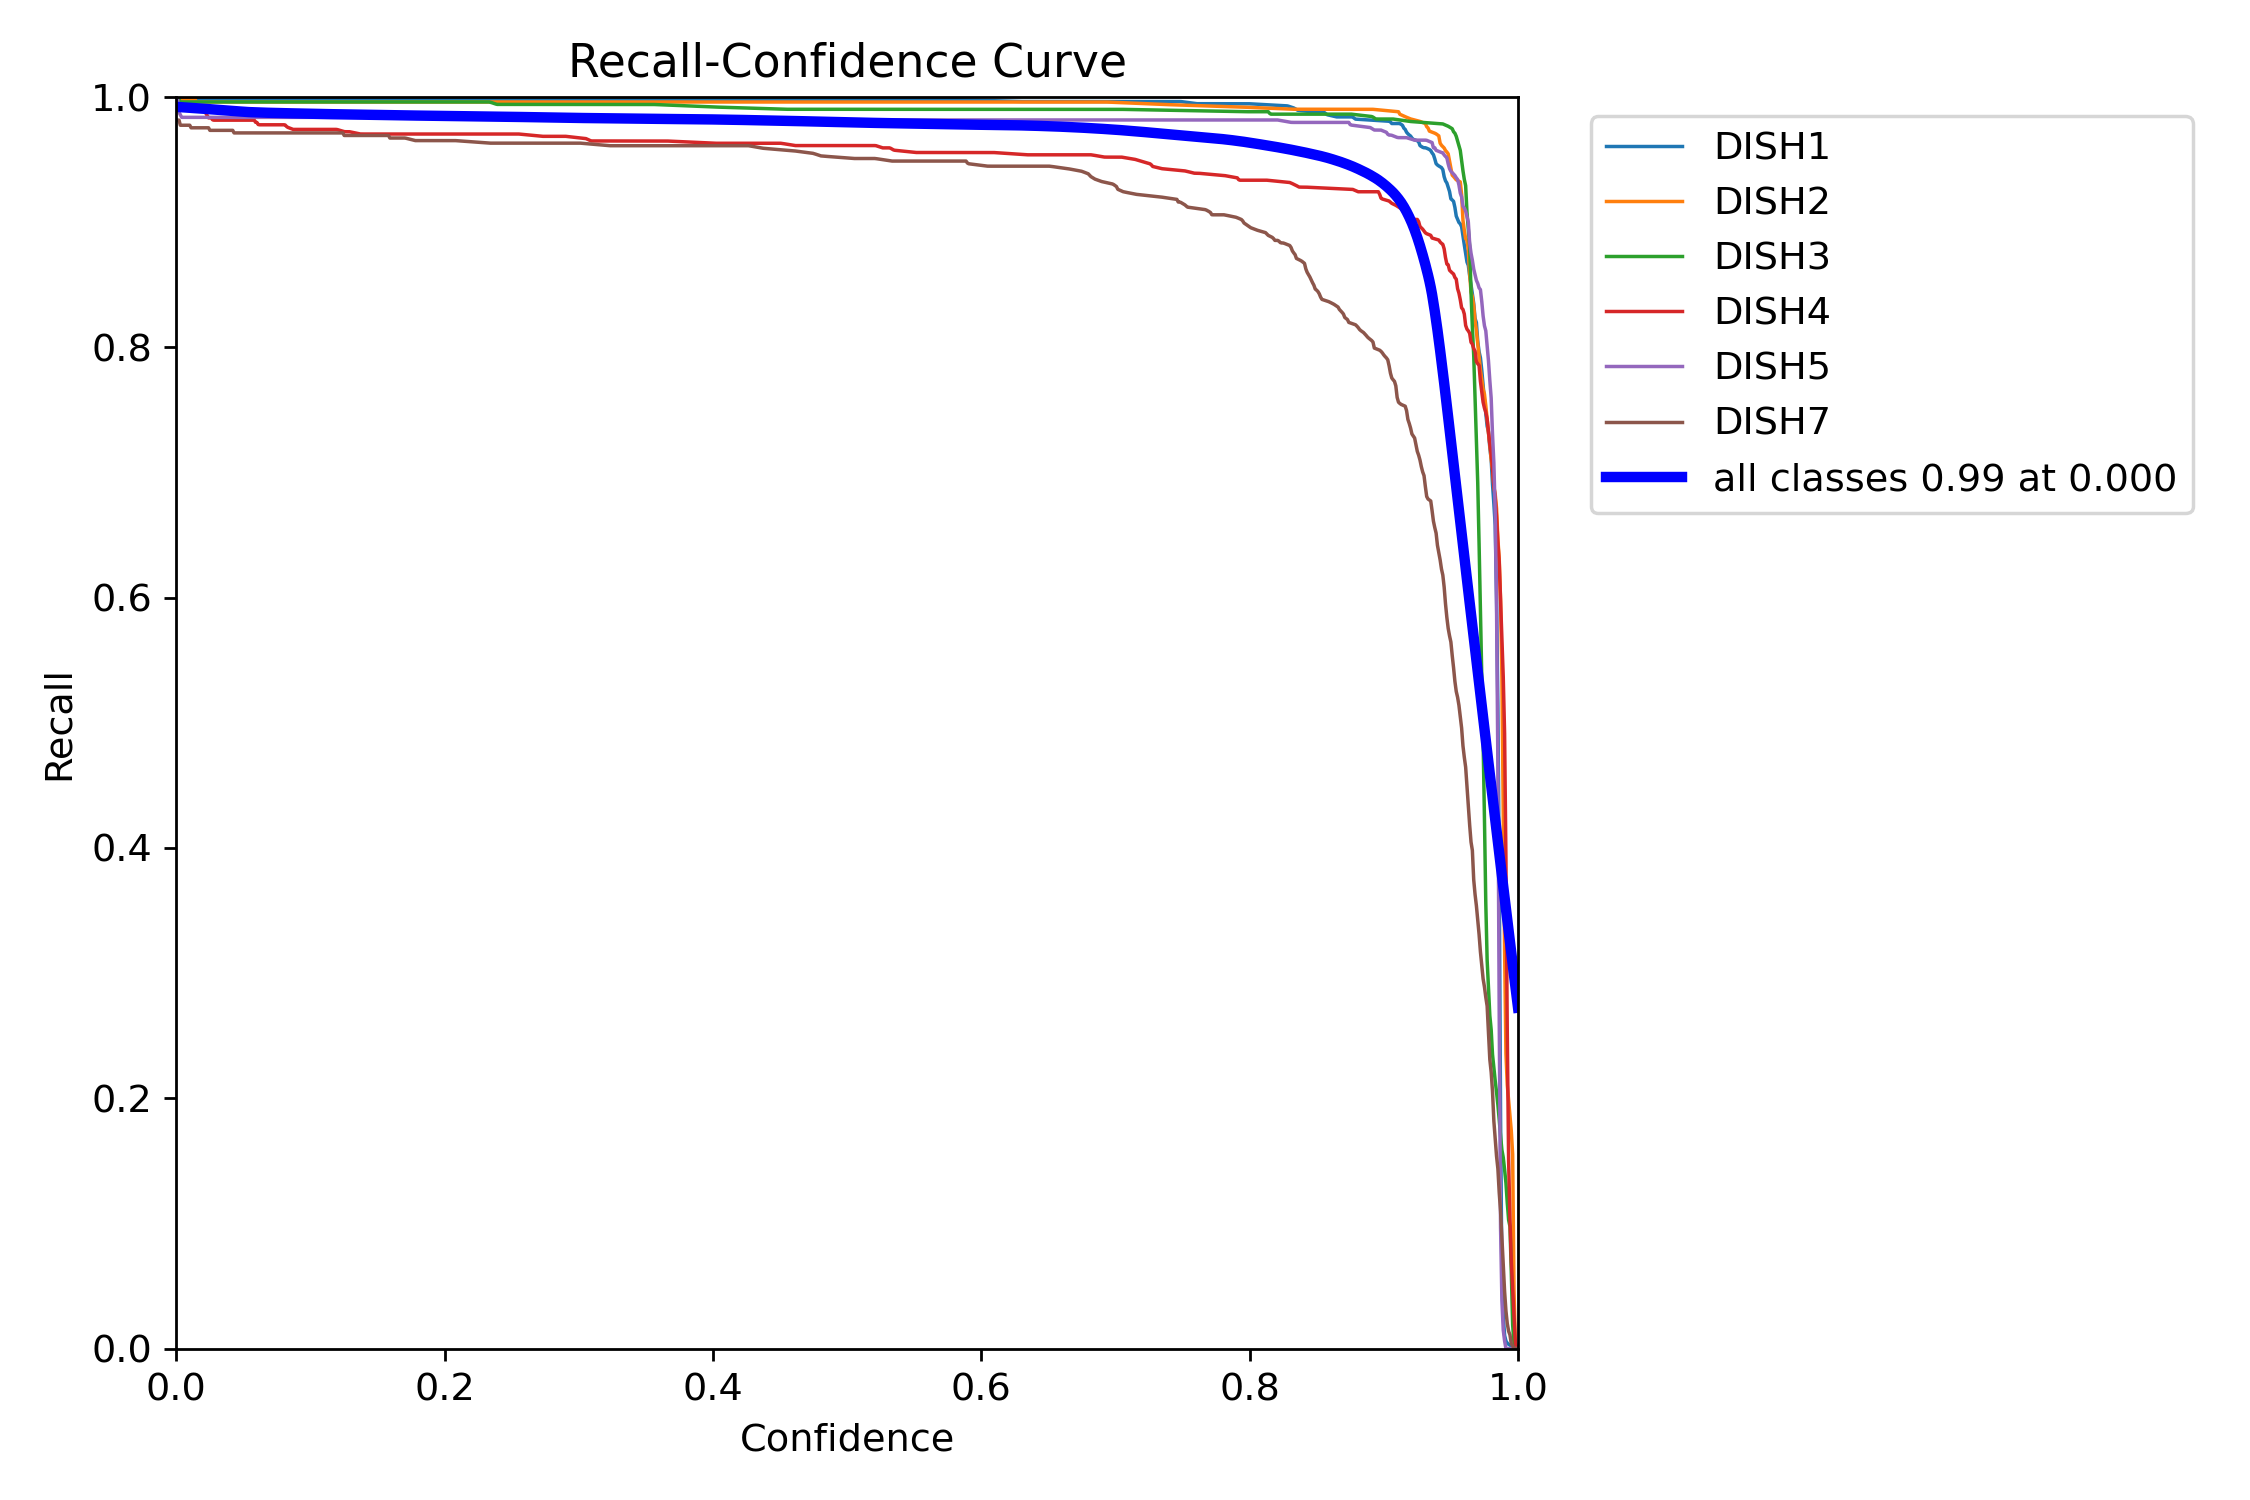 Recall-Confidence Curve
1.0
0.8
0.6
0.4
0.2
0.0
Recall
0.0 0.2 0.4 0.6 0.8 1.0
Confidence
DISH1
DISH2
DISH3
DISH4
DISH5
DISH7
all classes 0.99 at 0.000